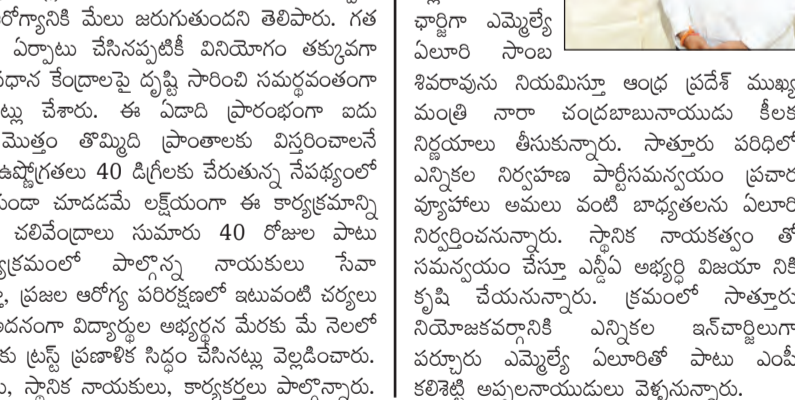 రోగ్యానికి మేలు జరుగుతుందని తెలిపారు. గత
ఏర్పాటు చేసినప్పటికీ వినియోగం తక్కువగా
కేంద్రాలపై దృష్టి సారించి సమర్థవంతంగా
చేశారు. ఈ ఏడాది ప్రారంభంగా ఐదు
మొత్తం తొమ్మిది ప్రాంతాలకు విస్తరించాలనే
ఉష్ణోగ్రతలు 40 డిగ్రీలకు చేరుతున్న నేపథ్యంలో
చూడడమే లక్ష్యంగా ఈ కార్యక్రమాన్ని
చలివేంద్రాలు సుమారు 40 రోజుల పాటు
పాల్గొన్న నాయకులు సేవా
ప్రజల ఆరోగ్య పరిరక్షణలో ఇటువంటి చర్యలు
విద్యార్థుల అభ్యర్థన మేరకు మే నెలలో
కు ట్రస్ట్ ప్రణాళిక సిద్ధం చేసినట్లు వెల్లడించారు.
స్థానిక నాయకులు, కార్యకర్తలు పాల్గొన్నారు.
ఛార్జిగా ఎమ్మెల్యే
ఏలూరి సాంబ
శివరావును నియమిస్తూ ఆంధ్ర ప్రదేశ్ ముఖ్య
మంత్రి నారా చంద్రబాబునాయుడు కీలక
నిర్ణయాలు తీసుకున్నారు. సాత్తూరు పరిధిలో
ఎన్నికల నిర్వహణ పార్టీసమన్వయం ప్రచార
వ్యూహాలు అమలు వంటి బాధ్యతలను ఏలూరి
నిర్వర్తించనున్నారు. స్థానిక నాయకత్వం తో
సమన్వయం చేస్తూ ఎన్డీఏ అభ్యర్ధి విజయా నికి
కృషి చేయనున్నారు. క్రమంలో సాత్తూరు
నియోజకవర్గానికి ఎన్నికల ఇన్‌చార్జిలుగా
పర్చూరు ఎమ్మెల్యే ఏలూరితో పాటు ఎంపీ
కలిశెట్టి అప్పలనాయుడులు వెళ్ళనున్నారు.